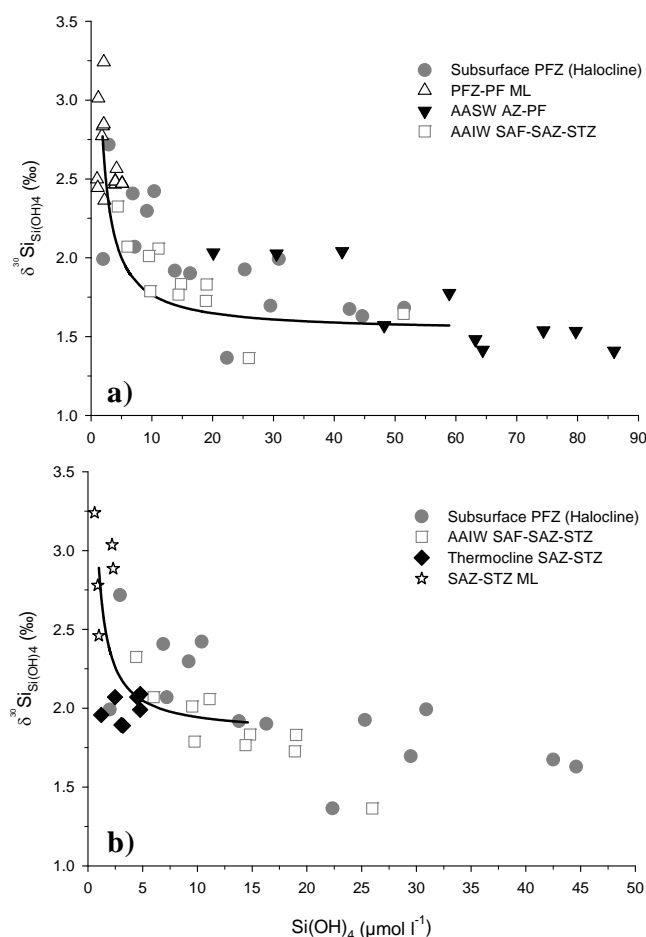 3.5
3.0
2.5
2.0
1.5
1.0
δ³⁰Si_Si(OH)4 (‰)
Subsurface PFZ (Halocline)
PFZ-PF ML
AASW AZ-PF
AAIW SAF-SAZ-STZ
a)
0 10 20 30 40 50 60 70 80 90
3.5
3.0
2.5
2.0
1.5
1.0
δ³⁰Si_Si(OH)4 (‰)
Subsurface PFZ (Halocline)
AAIW SAF-SAZ-STZ
Thermocline SAZ-STZ
SAZ-STZ ML
b)
0 5 10 15 20 25 30 35 40 45 50
Si(OH)₄ (µmol l⁻¹)